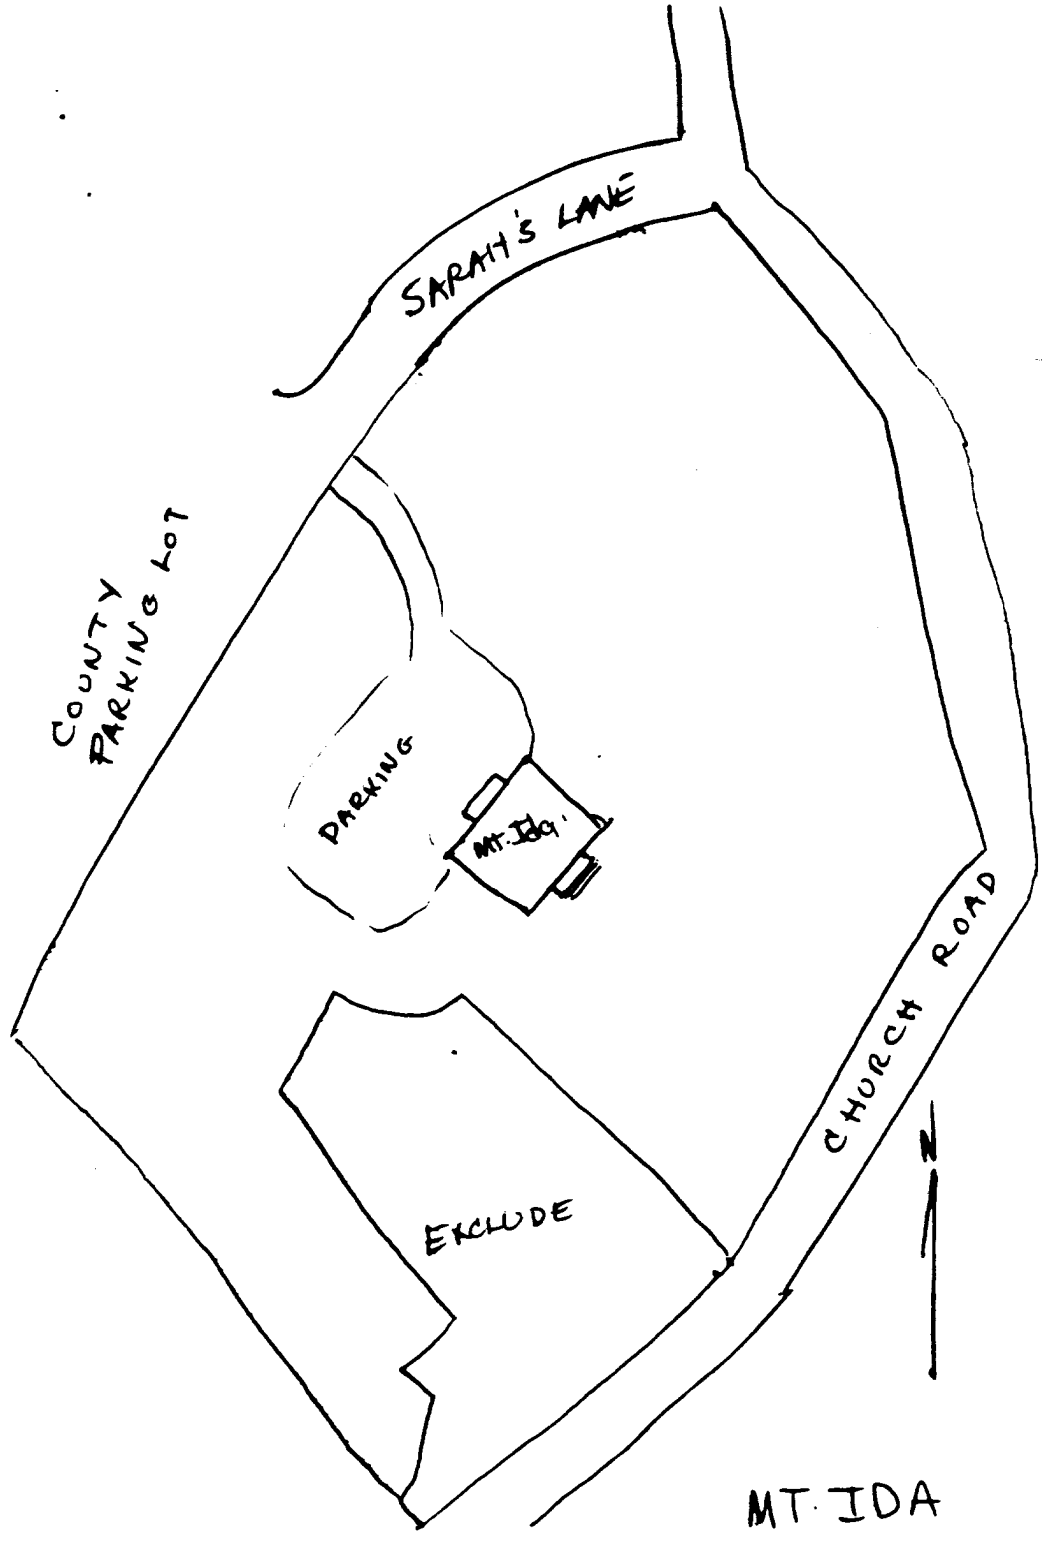 SARAH'S LANE
COUNTY
PARKING LOT
PARKING
MT. Ida
CHURCH ROAD
N
EXCLUDE
MT. IDA